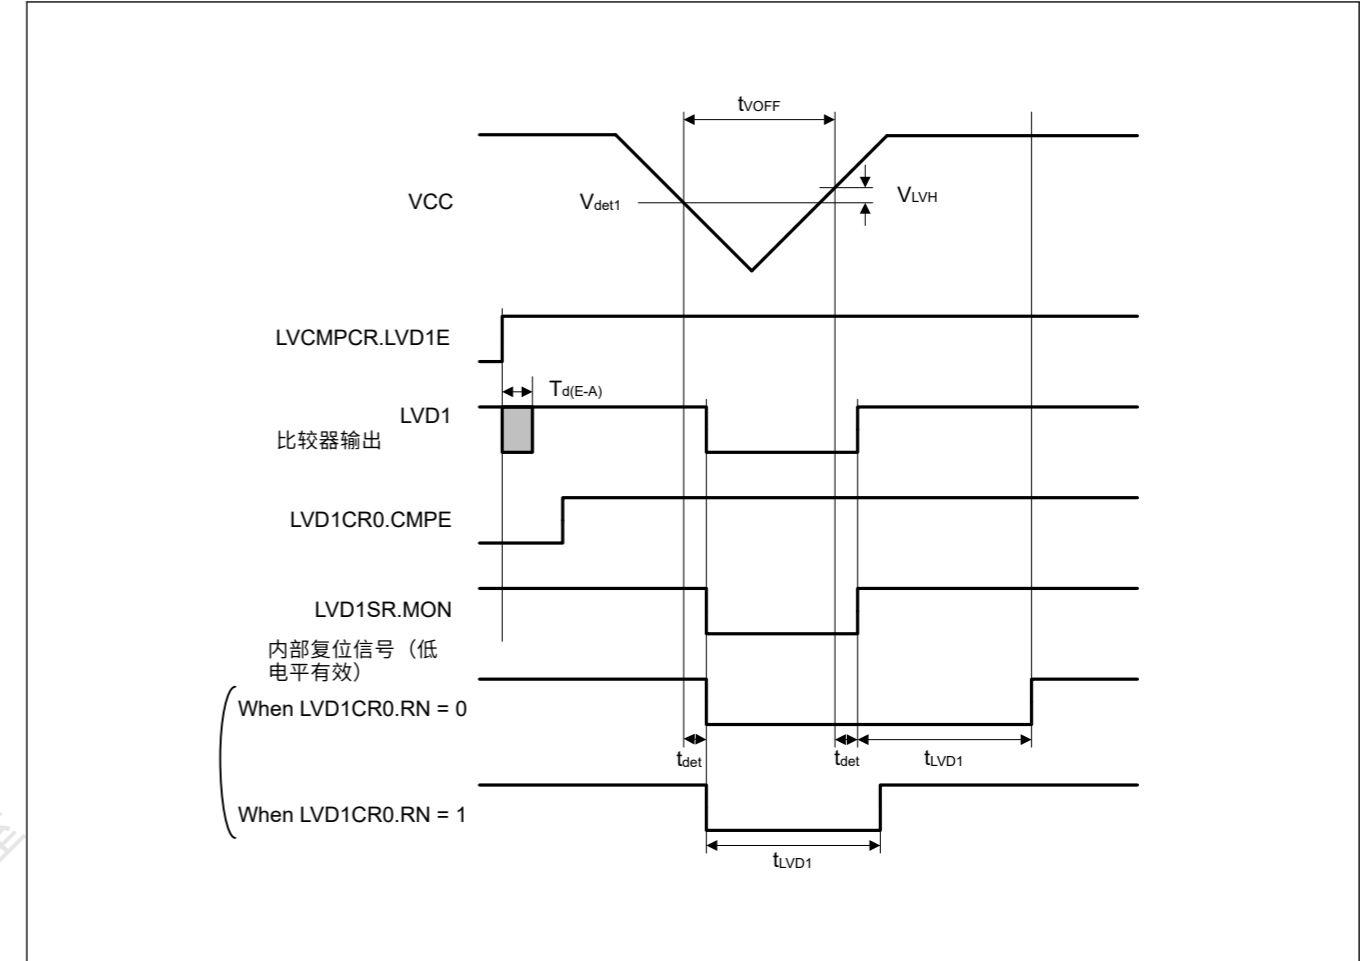 tVOFF
VCC
Vdet1
VLVH
LVCMPCR.LVD1E
Td(E-A)
LVD1
比较器输出
LVD1CR0.CMPE
LVD1SR.MON
内部复位信号（低
电平有效）
When LVD1CR0.RN = 0
tdet
tdet
tLVD1
When LVD1CR0.RN = 1
tLVD1